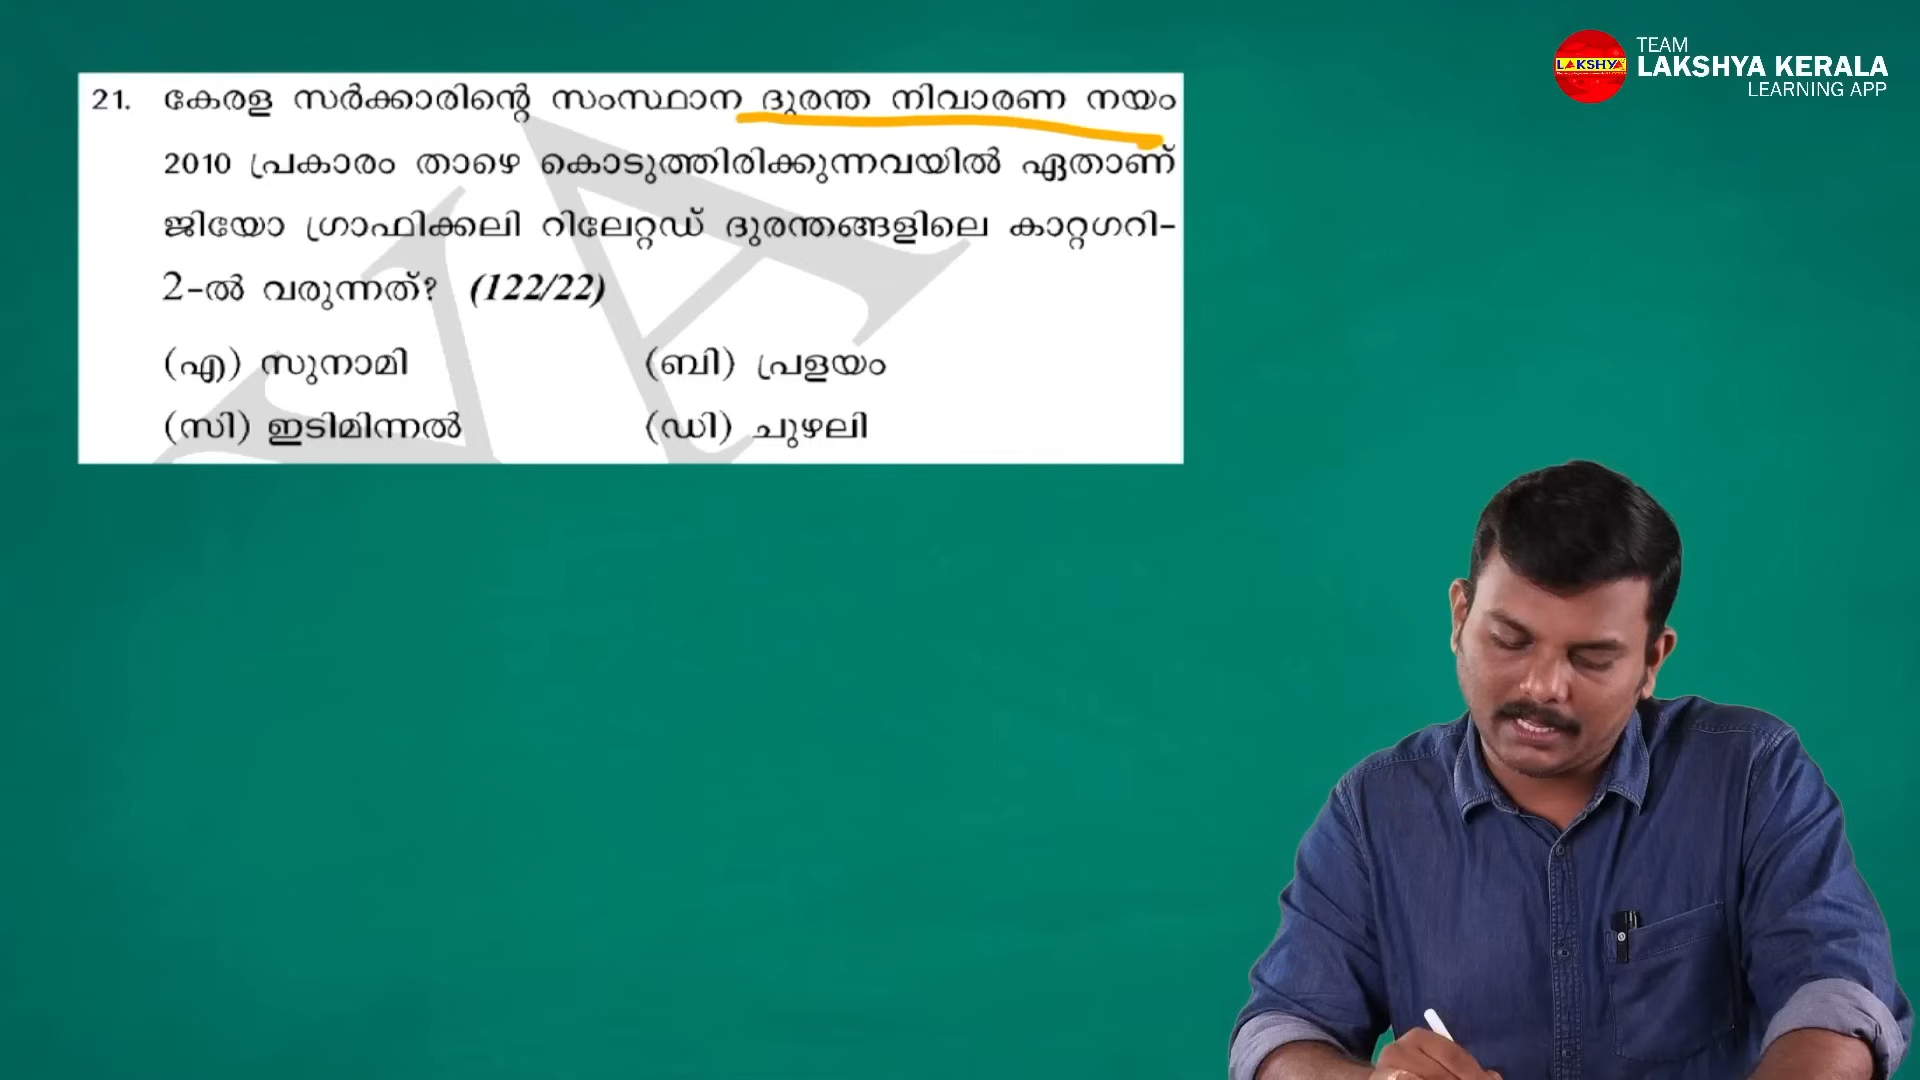 TEAM
LAKSHYA
LAKSHYA KERALA
LEARNING APP
21. കേരള സർക്കാരിന്റെ സംസ്ഥാന ദുരന്ത നിവാരണ നയം
2010 പ്രകാരം താഴെ കൊടുത്തിരിക്കുന്നവയിൽ ഏതാണ്
ജിയോ ഗ്രാഫിക്കലി റിലേറ്റഡ് ദുരന്തങ്ങളിലെ കാറ്റഗറി-
2-ൽ വരുന്നത്? (122/22)
(എ) സുനാമി (ബി) പ്രളയം
(സി) ഇടിമിന്നൽ (ഡി) ചുഴലി